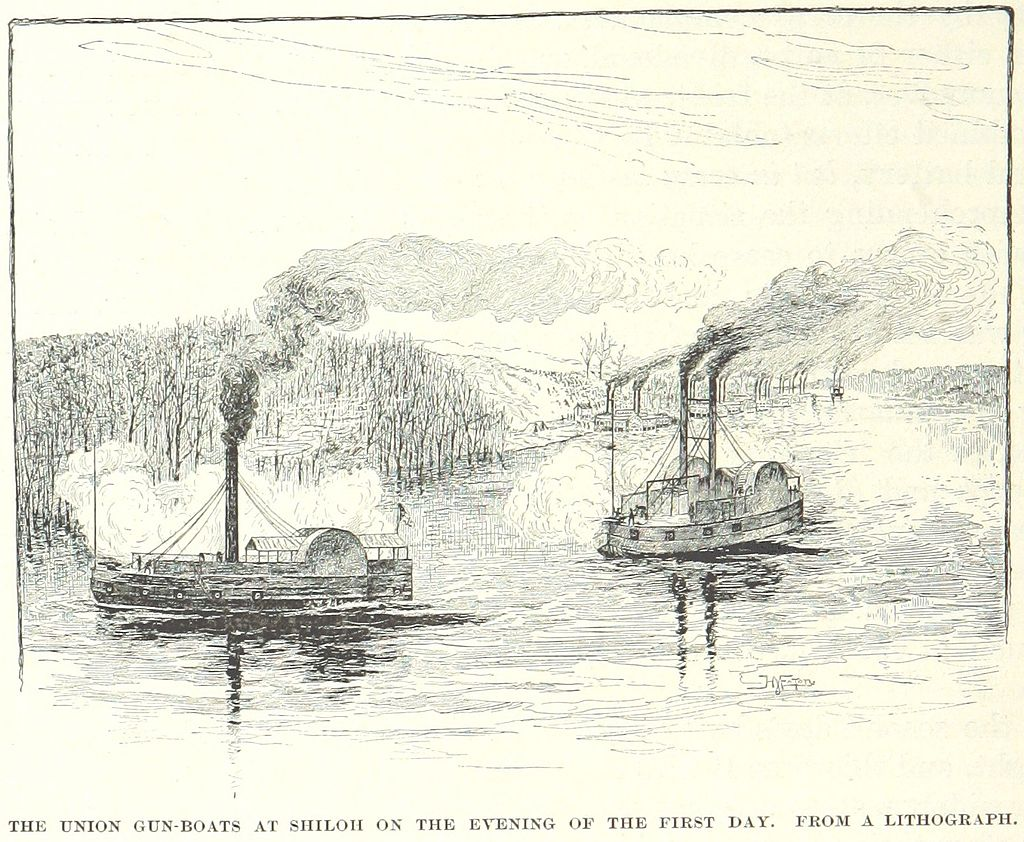 THE UNION GUN-BOATS AT SHILOH ON THE EVENING OF THE FIRST DAY. FROM A LITHOGRAPH.